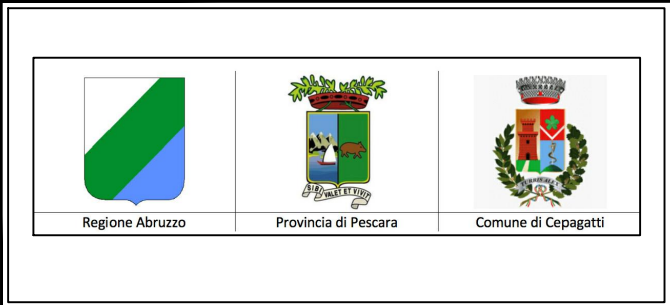 SIBI VALET ET VIVIT
Regione Abruzzo
Provincia di Pescara
Comune di Cepagatti